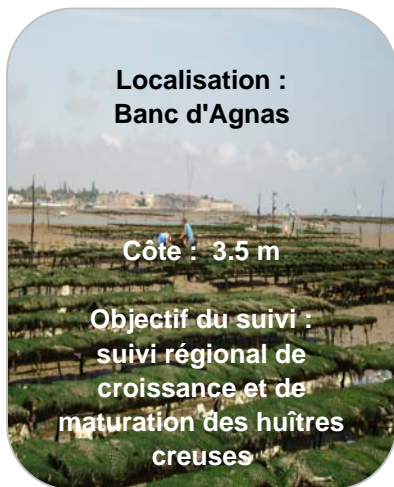 Localisation :
Banc d'Agnas
Côte :  3.5 m
Objectif du suivi :
suivi régional de
croissance et de
maturation des huîtres
creuses